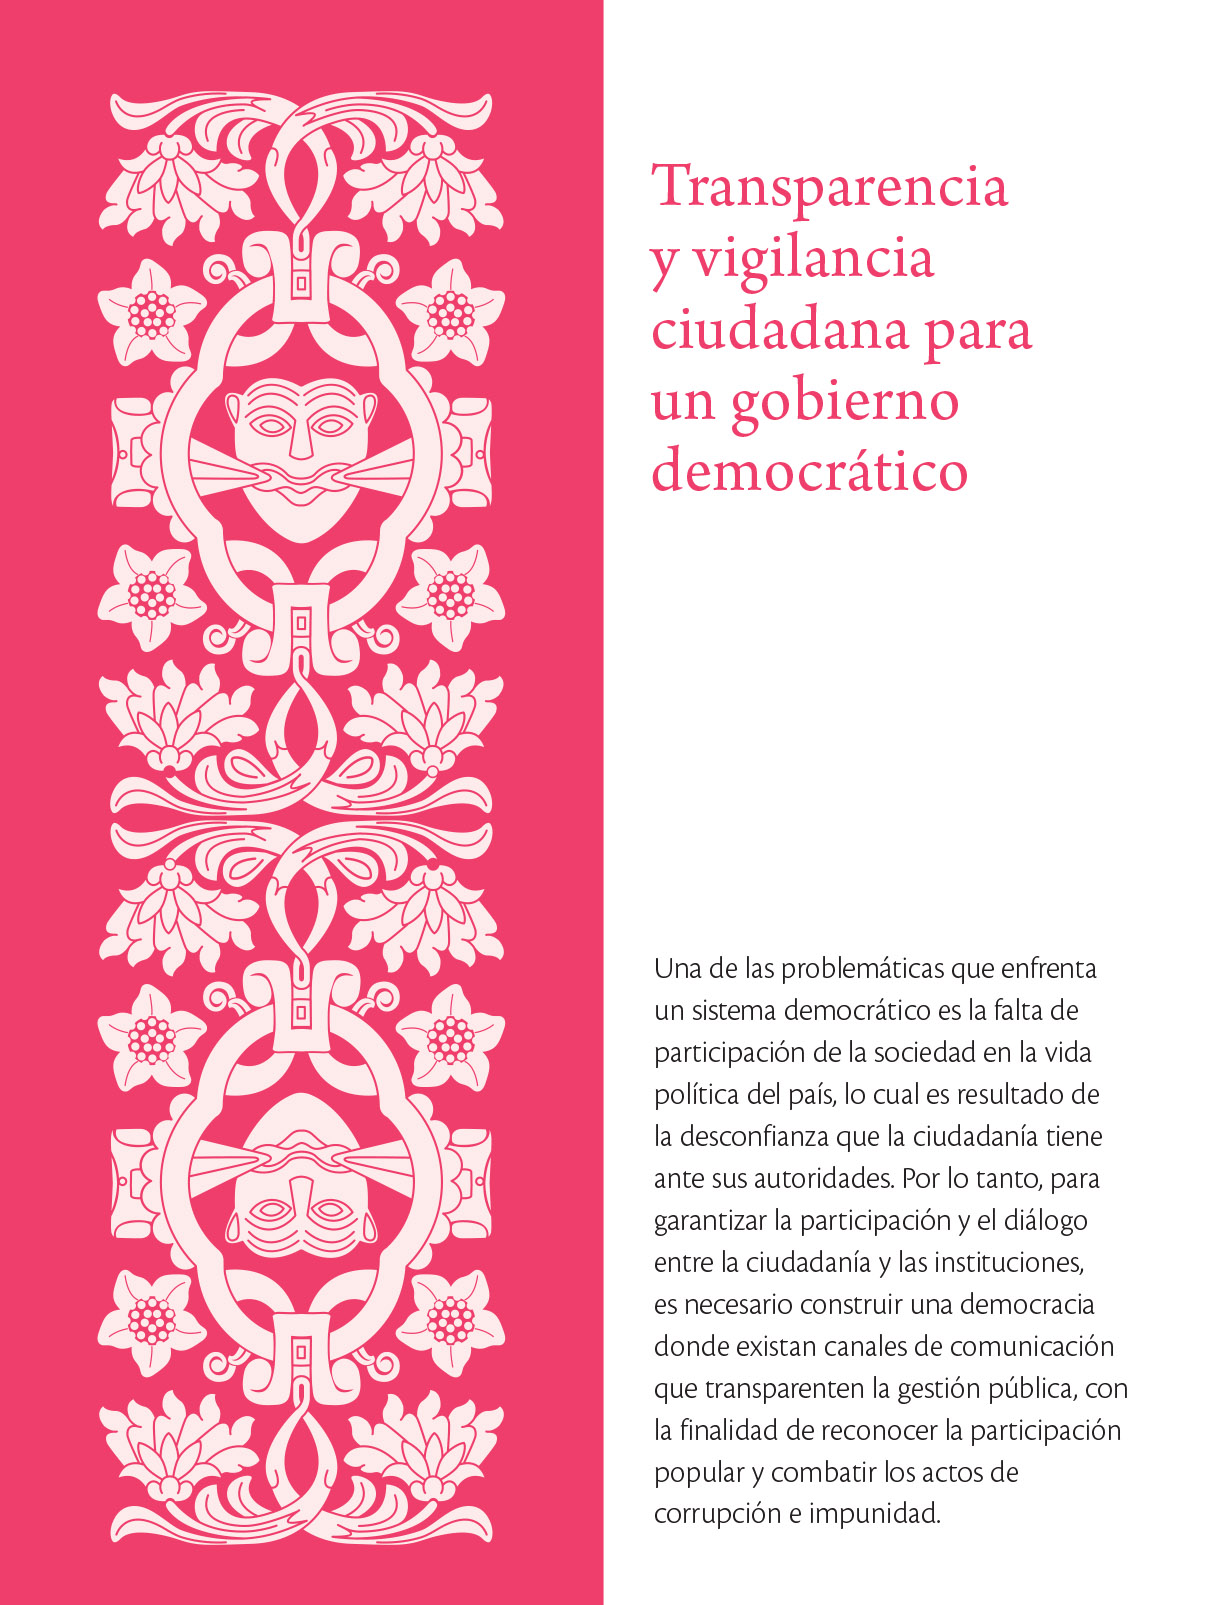 Transparencia
y vigilancia
ciudadana para
un gobierno
democrático
Una de las problemáticas que enfrenta
un sistema democrático es la falta de
participación de la sociedad en la vida
política del país, lo cual es resultado de
la desconfianza que la ciudadanía tiene
ante sus autoridades. Por lo tanto, para
garantizar la participación y el diálogo
entre la ciudadanía y las instituciones,
es necesario construir una democracia
donde existan canales de comunicación
que transparenten la gestión pública, con
la finalidad de reconocer la participación
popular y combatir los actos de
corrupción e impunidad.